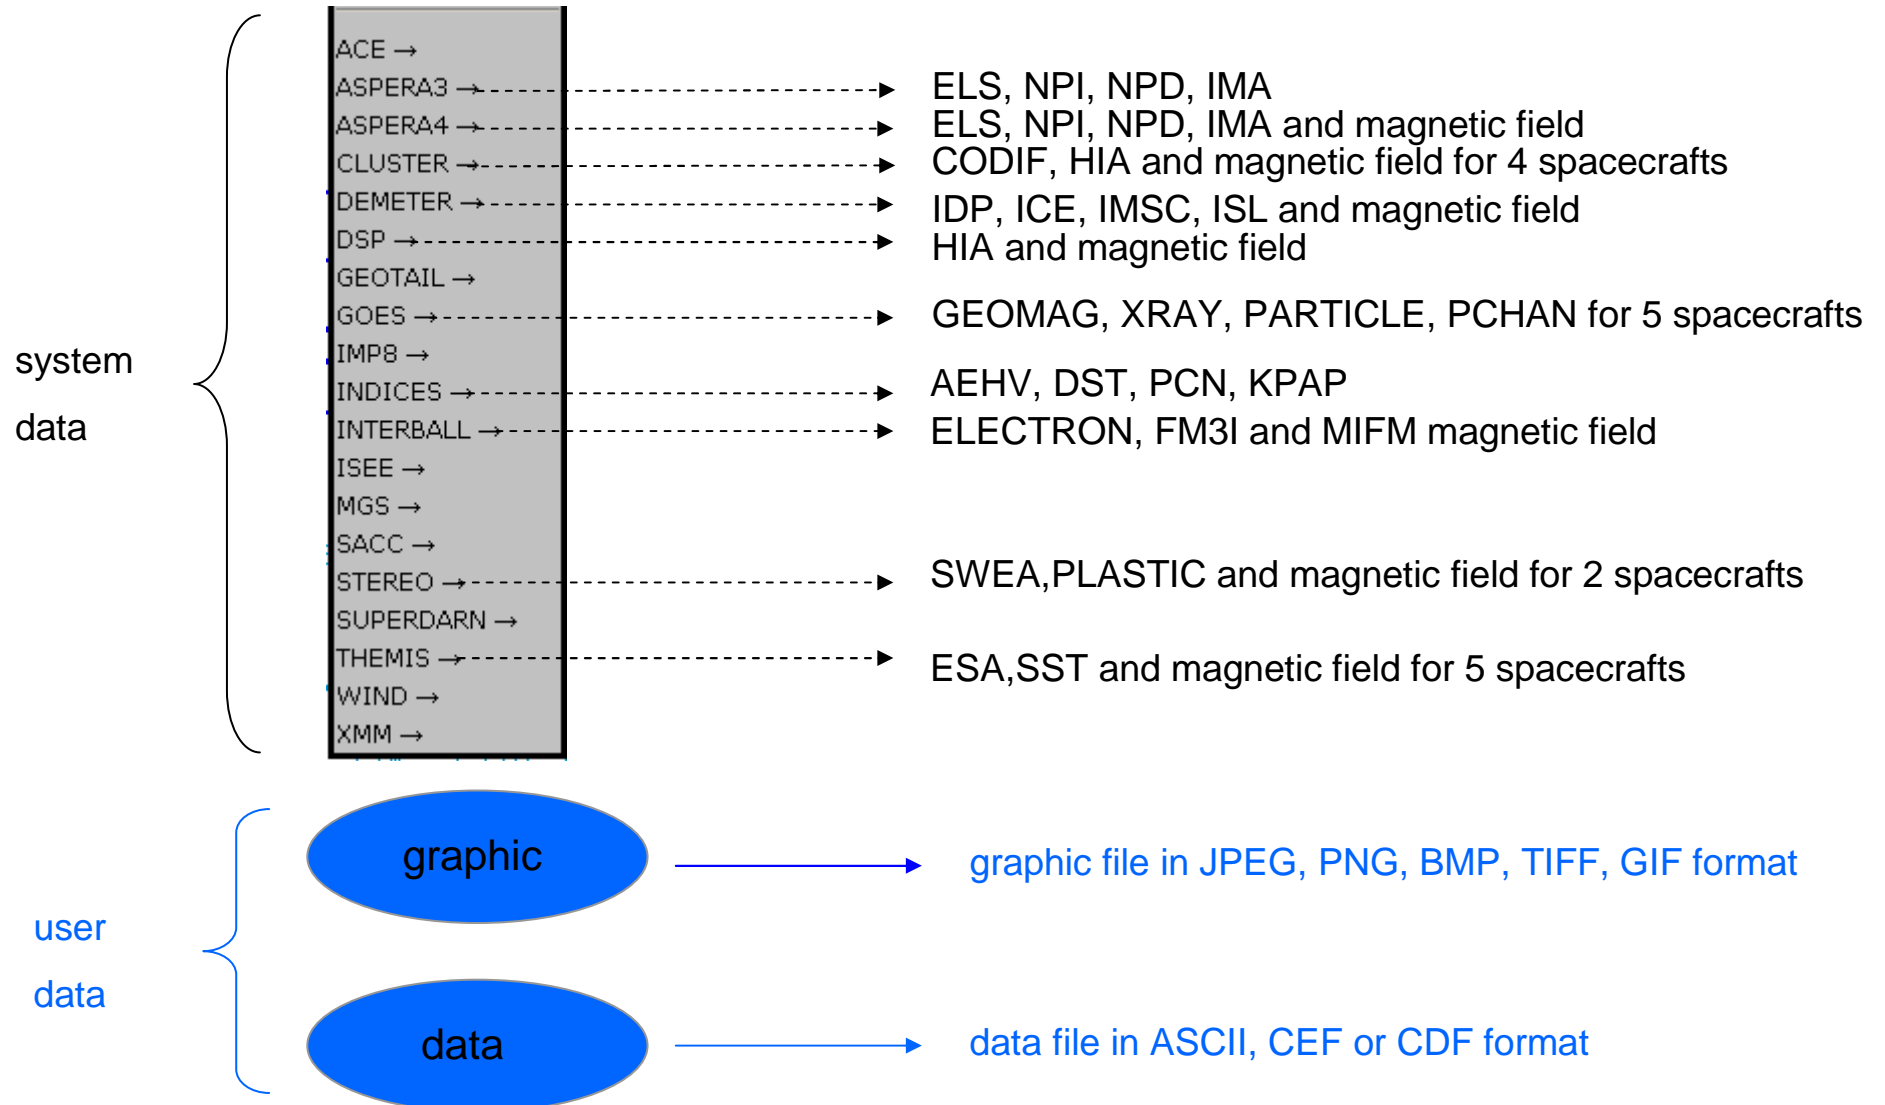 system
data
ACE →
ASPERA3 → ELS, NPI, NPD, IMA
ASPERA4 → ELS, NPI, NPD, IMA and magnetic field
CLUSTER → CODIF, HIA and magnetic field for 4 spacecrafts
DEMETER → IDP, ICE, IMSC, ISL and magnetic field
DSP → HIA and magnetic field
GEOTAIL →
GOES → GEOMAG, XRAY, PARTICLE, PCHAN for 5 spacecrafts
IMP8 →
INDICES → AEHV, DST, PCN, KPAP
INTERBALL → ELECTRON, FM3I and MIFM magnetic field
ISEE →
MGS →
SACC →
STEREO → SWEA,PLASTIC and magnetic field for 2 spacecrafts
SUPERDARN →
THEMIS → ESA,SST and magnetic field for 5 spacecrafts
WIND →
XMM →
user
data
graphic
graphic file in JPEG, PNG, BMP, TIFF, GIF format
data
data file in ASCII, CEF or CDF format